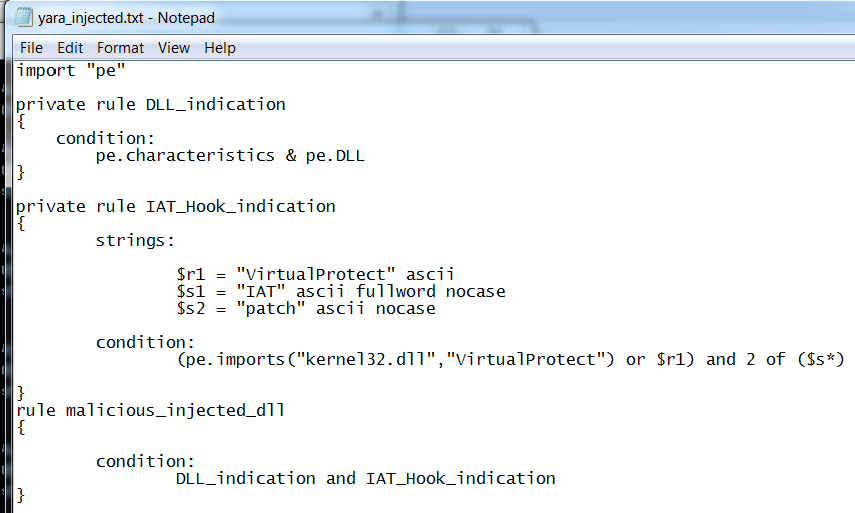 yara_injected.txt - Notepad
File Edit Format View Help
import "pe"
private rule DLL_indication
{
condition:
pe.characteristics & pe.DLL
}
private rule IAT_Hook_indication
{
strings:
$r1 = "VirtualProtect" ascii
$s1 = "IAT" ascii fullword nocase
$s2 = "patch" ascii nocase
condition:
(pe.imports("kernel32.dll","VirtualProtect") or $r1) and 2 of ($s*)
}
rule malicious_injected_dll
{
condition:
DLL_indication and IAT_Hook_indication
}